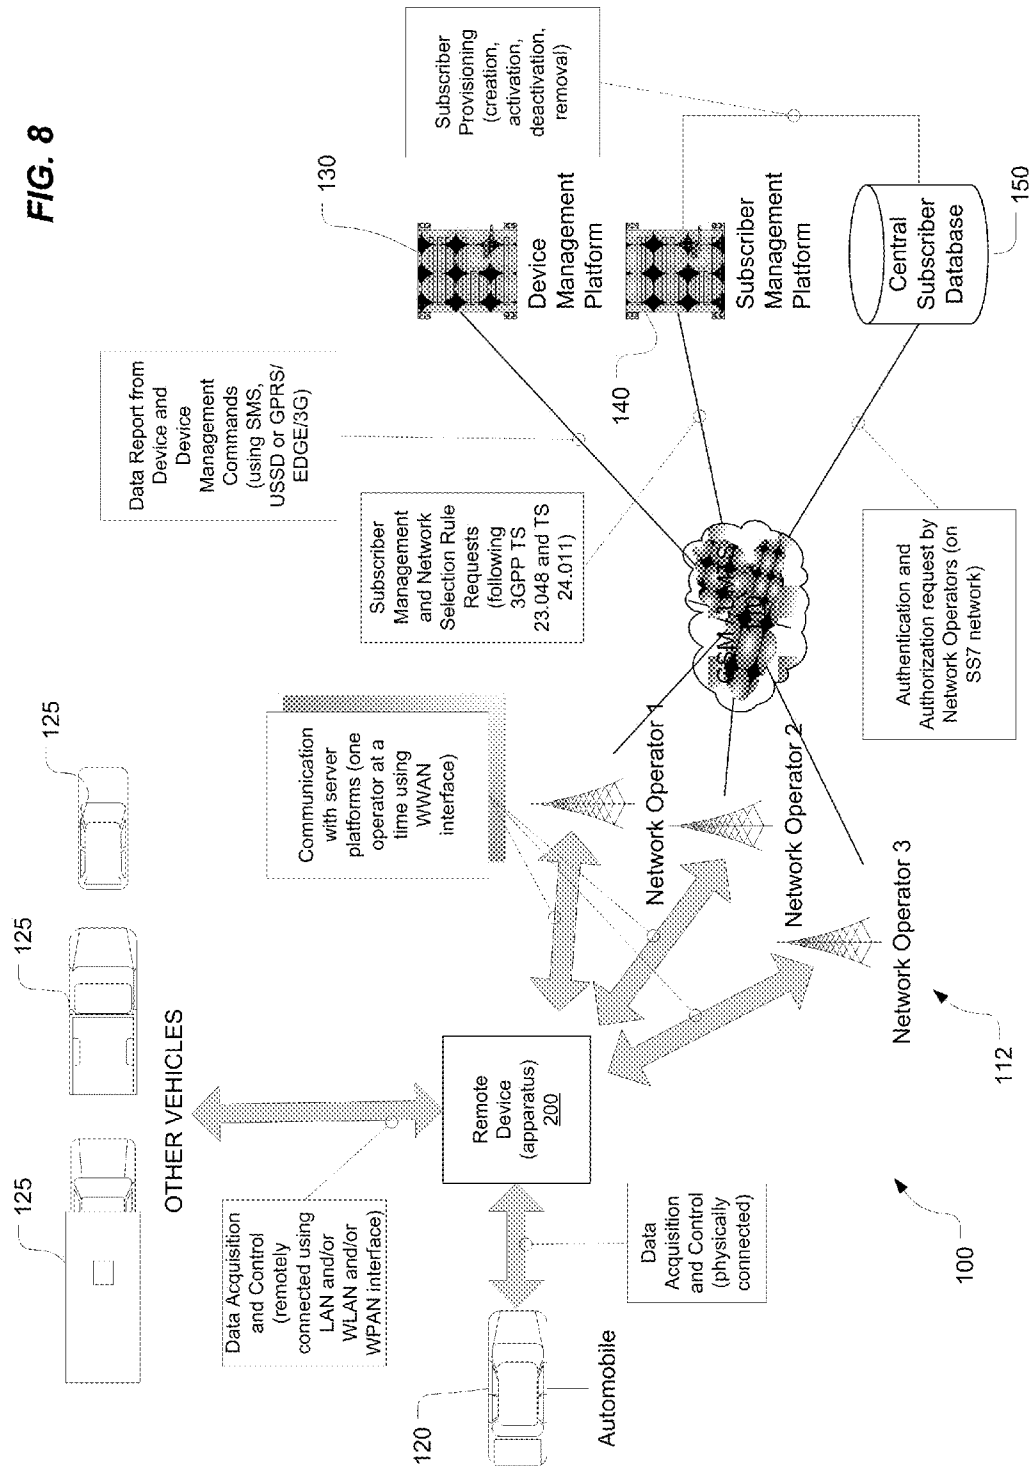 FIG. 8
125
125
125
OTHER VEHICLES
Data Acquisition
and Control
(remotely
connected using
LAN and/or
WLAN and/or
WPAN interface)
Communication
with server
platforms (one
operator at a
time using
WWAN
interface)
Data Report from
Device and
Device
Management
Commands
(using SMS,
USSD or GPRS/
EDGE/3G)
Subscriber
Management
and Network
Selection Rule
Requests
(following
3GPP TS
23.048 and TS
24.011)
130
Device
Management
Platform
Subscriber
Provisioning
(creation,
activation,
deactivation,
removal)
140
Subscriber
Management
Platform
Central
Subscriber
Database
150
120
Automobile
Data
Acquisition
and Control
(physically
connected)
Remote
Device
(apparatus)
200
Network Operator 1
Network Operator 2
Network Operator 3
GSM / UMTS
Authentication and
Authorization request by
Network Operators (on
SS7 network)
100
112